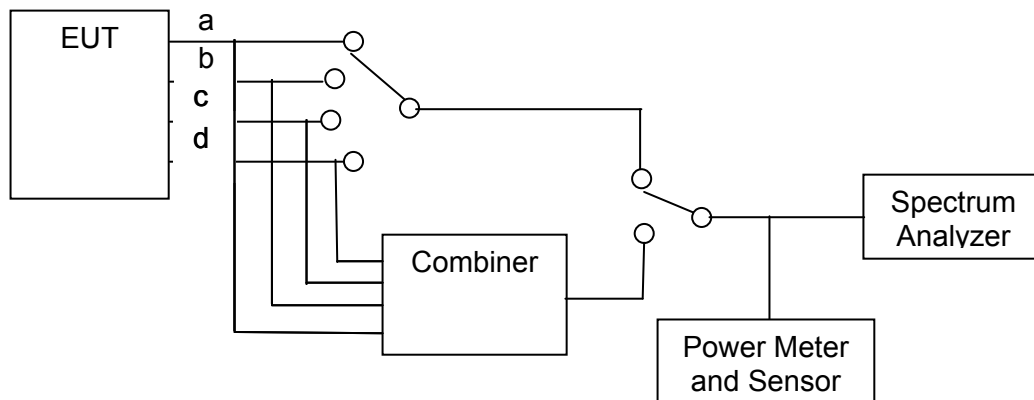 EUT
a
b
c
d
Combiner
Spectrum
Analyzer
Power Meter
and Sensor